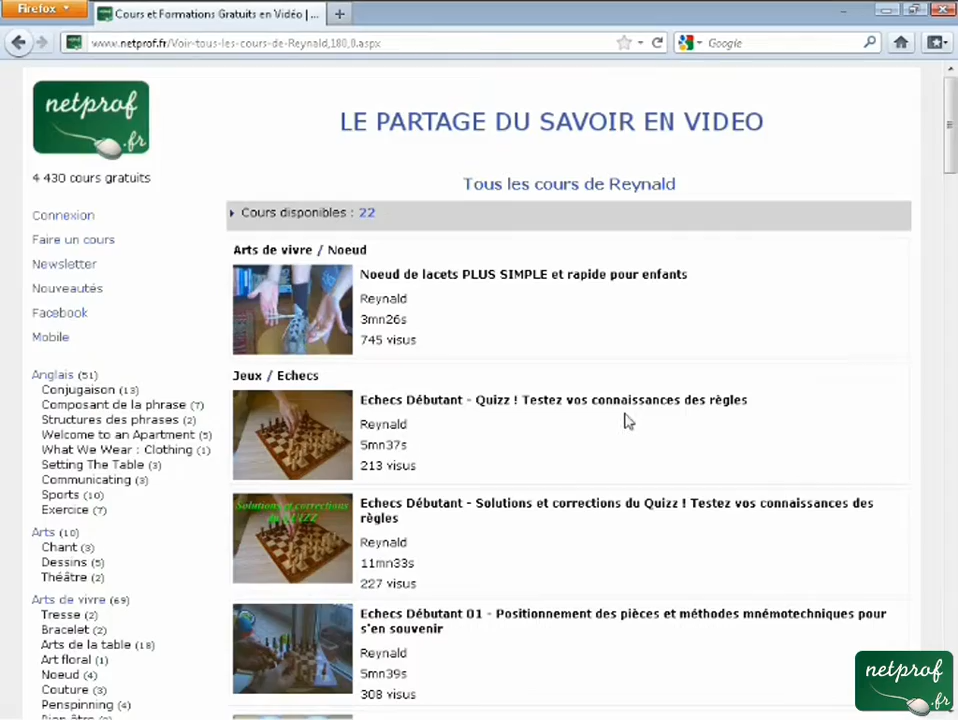 Firefox
Cours et Formations Gratuits en Vidéo |...
www.netprof.fr/Voir-tous-les-cours-de-Reynald,180,0.aspx
Google
netprof
.fr
LE PARTAGE DU SAVOIR EN VIDEO
4 430 cours gratuits
Tous les cours de Reynald
Cours disponibles : 22
Connexion
Faire un cours
Newsletter
Nouveautés
Facebook
Mobile
Anglais (51)
Conjugaison (13)
Composant de la phrase (7)
Structures des phrases (2)
Welcome to an Apartment (5)
What We Wear : Clothing (1)
Setting The Table (3)
Communicating (3)
Sports (10)
Exercice (7)
Arts (10)
Chant (3)
Dessins (5)
Théâtre (2)
Arts de vivre (69)
Tresse (2)
Bracelet (2)
Arts de la table (18)
Art floral (1)
Noeud (4)
Couture (3)
Penspinning (4)
Bien-être
Arts de vivre / Noeud
Noeud de lacets PLUS SIMPLE et rapide pour enfants
Reynald
3mn26s
745 visus
Jeux / Echecs
Echecs Débutant - Quizz ! Testez vos connaissances des règles
Reynald
5mn37s
213 visus
Solutions et corrections
du QUIZZ
Echecs Débutant - Solutions et corrections du Quizz ! Testez vos connaissances des
règles
Reynald
11mn33s
227 visus
Echecs Débutant 01 - Positionnement des pièces et méthodes mnémotechniques pour
s'en souvenir
Reynald
5mn39s
308 visus
netprof
.fr